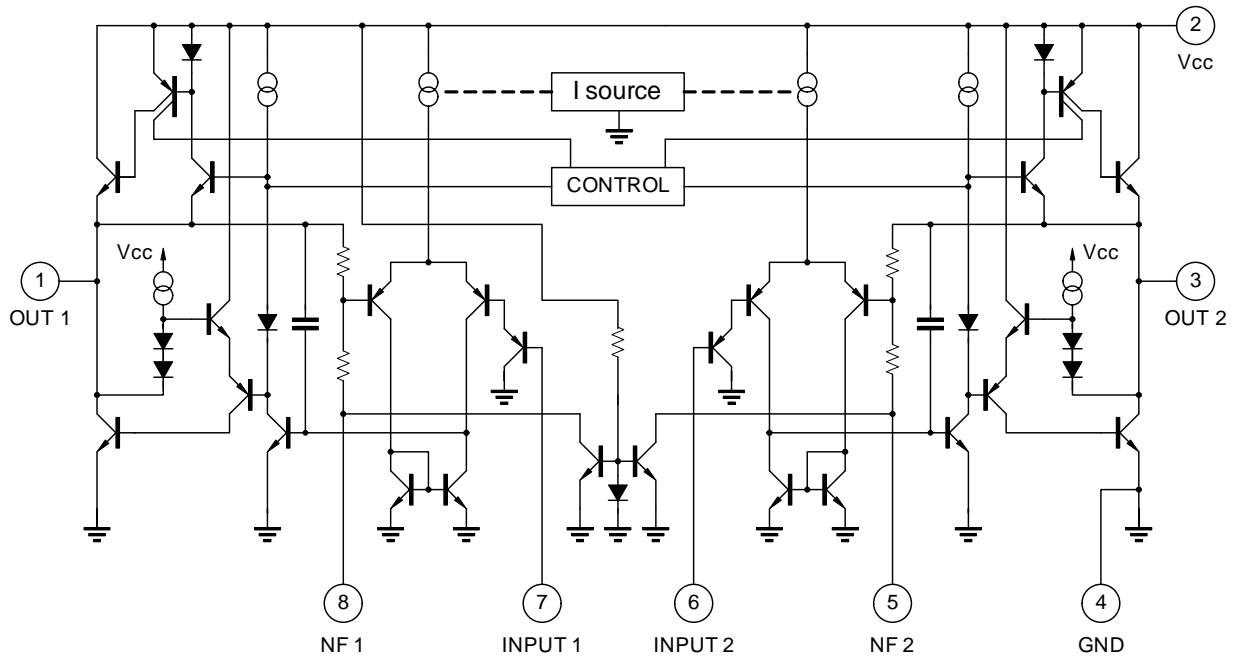 2
Vcc
I source
CONTROL
Vcc
Vcc
1
OUT 1
3
OUT 2
8
7
6
5
4
NF 1
INPUT 1
INPUT 2
NF 2
GND